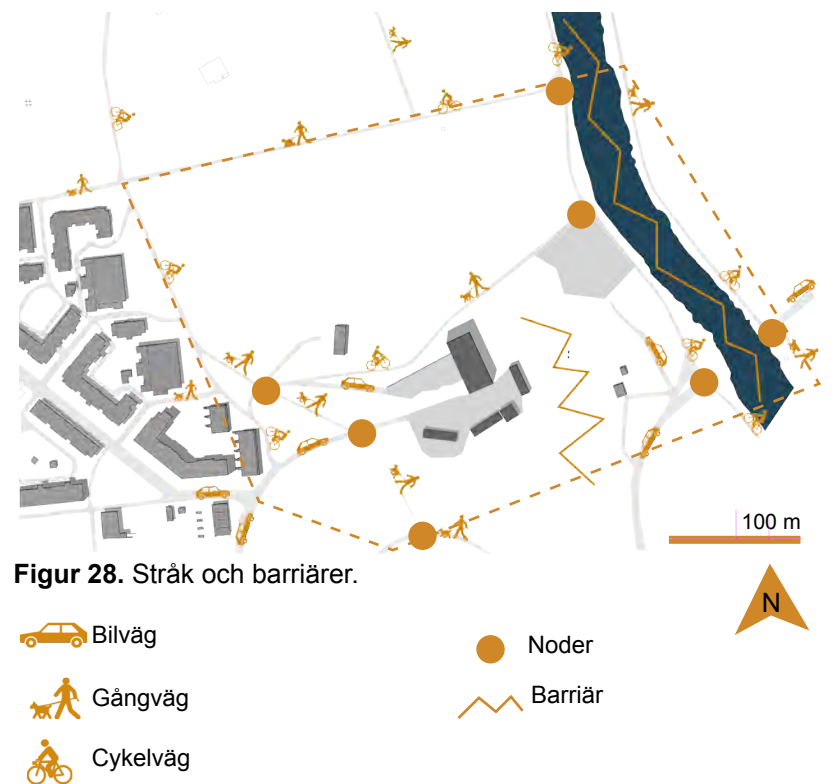 100 m
Figur 28. Stråk och barriärer.
N
Bilväg
Noder
Gångväg
Barriär
Cykelväg